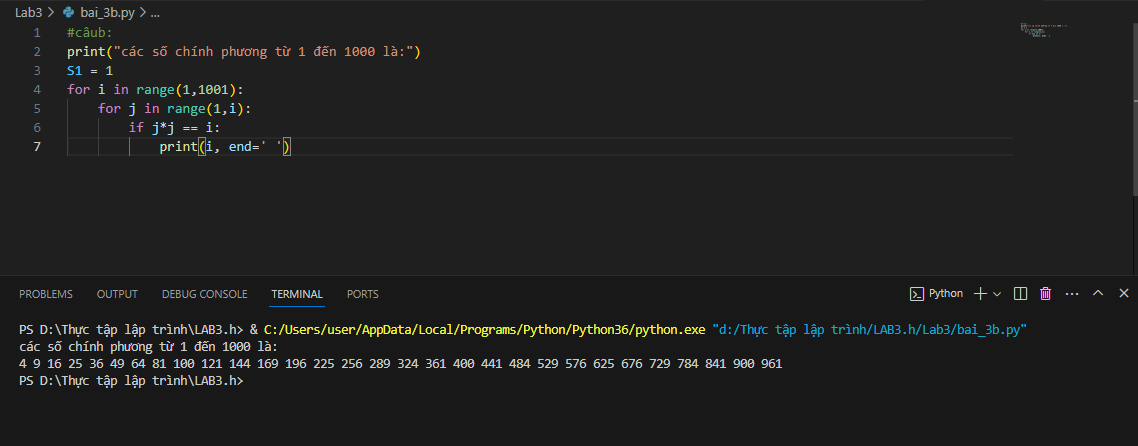 Lab3 > bai_3b.py > ...
1 #câub:
2 print("các số chính phương từ 1 đến 1000 là:")
3 S1 = 1
4 for i in range(1,1001):
5     for j in range(1,i):
6         if j*j == i:
7             print(i, end=' ')
PROBLEMS OUTPUT DEBUG CONSOLE TERMINAL PORTS Python
PS D:\Thực tập lập trình\LAB3.h> & C:/Users/user/AppData/Local/Programs/Python/Python36/python.exe "d:/Thực tập lập trình/LAB3.h/Lab3/bai_3b.py"
các số chính phương từ 1 đến 1000 là:
4 9 16 25 36 49 64 81 100 121 144 169 196 225 256 289 324 361 400 441 484 529 576 625 676 729 784 841 900 961
PS D:\Thực tập lập trình\LAB3.h>